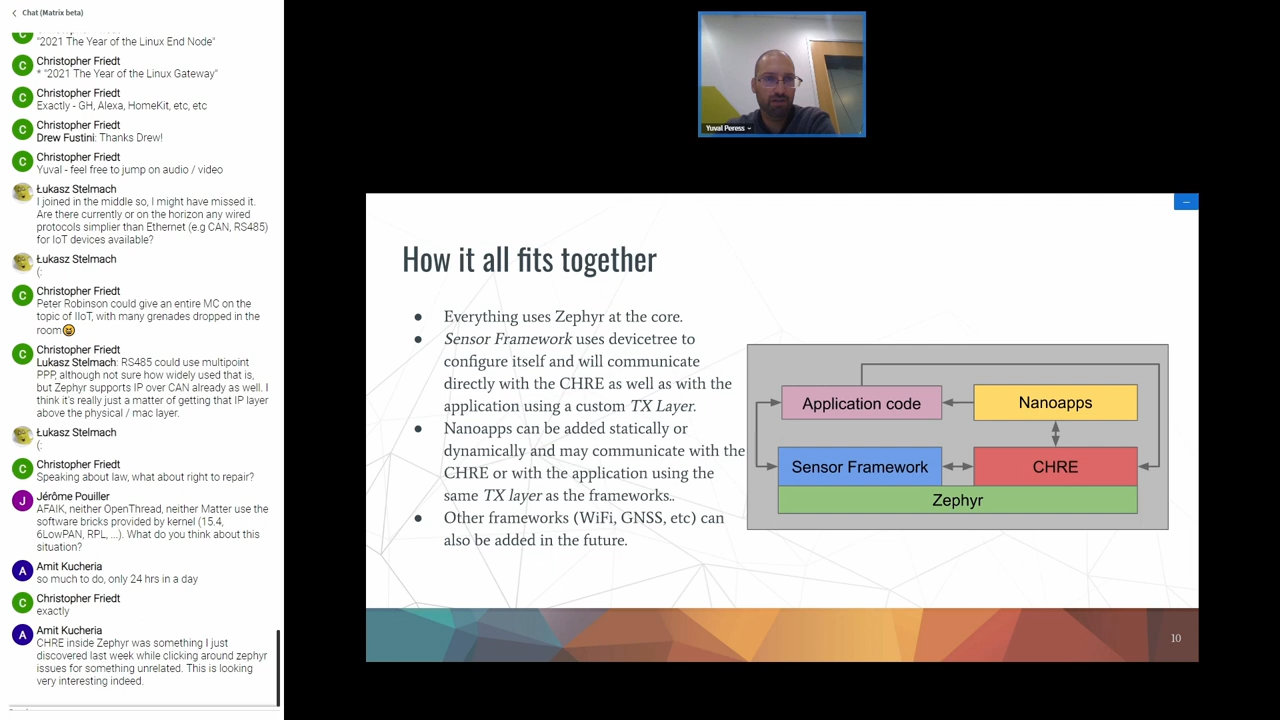 Chat (Matrix beta)
"2021 The Year of the Linux End Node"
C
Christopher Friedt
* "2021 The Year of the Linux Gateway"
C
Christopher Friedt
Exactly - GH, Alexa, HomeKit, etc, etc
C
Christopher Friedt
Drew Fustini: Thanks Drew!
C
Christopher Friedt
Yuval - feel free to jump on audio / video
Łukasz Stelmach
I joined in the middle so, I might have missed it.
Are there currently or on the horizon any wired
protocols simplier than Ethernet (e.g CAN, RS485)
for IoT devices available?
Łukasz Stelmach
(:
C
Christopher Friedt
Peter Robinson could give an entire MC on the
topic of IIoT, with many grenades dropped in the
room😄
C
Christopher Friedt
Lukasz Stelmach: RS485 could use multipoint
PPP, although not sure how widely used that is,
but Zephyr supports IP over CAN already as well. I
think it's really just a matter of getting that IP layer
above the physical / mac layer.
Łukasz Stelmach
(:
C
Christopher Friedt
Speaking about law, what about right to repair?
J
Jérôme Pouiller
AFAIK, neither OpenThread, neither Matter use the
software bricks provided by kernel (15.4,
6LowPAN, RPL, ...). What do you think about this
situation?
A
Amit Kucheria
so much to do, only 24 hrs in a day
C
Christopher Friedt
exactly
A
Amit Kucheria
CHRE inside Zephyr was something I just
discovered last week while clicking around zephyr
issues for something unrelated. This is looking
very interesting indeed.
Yuval Peress
How it all fits together
● Everything uses Zephyr at the core.
● Sensor Framework uses devicetree to
configure itself and will communicate
directly with the CHRE as well as with the
application using a custom TX Layer.
● Nanoapps can be added statically or
dynamically and may communicate with the
CHRE or with the application using the
same TX layer as the frameworks..
● Other frameworks (WiFi, GNSS, etc) can
also be added in the future.
Application code
Nanoapps
Sensor Framework
CHRE
Zephyr
10